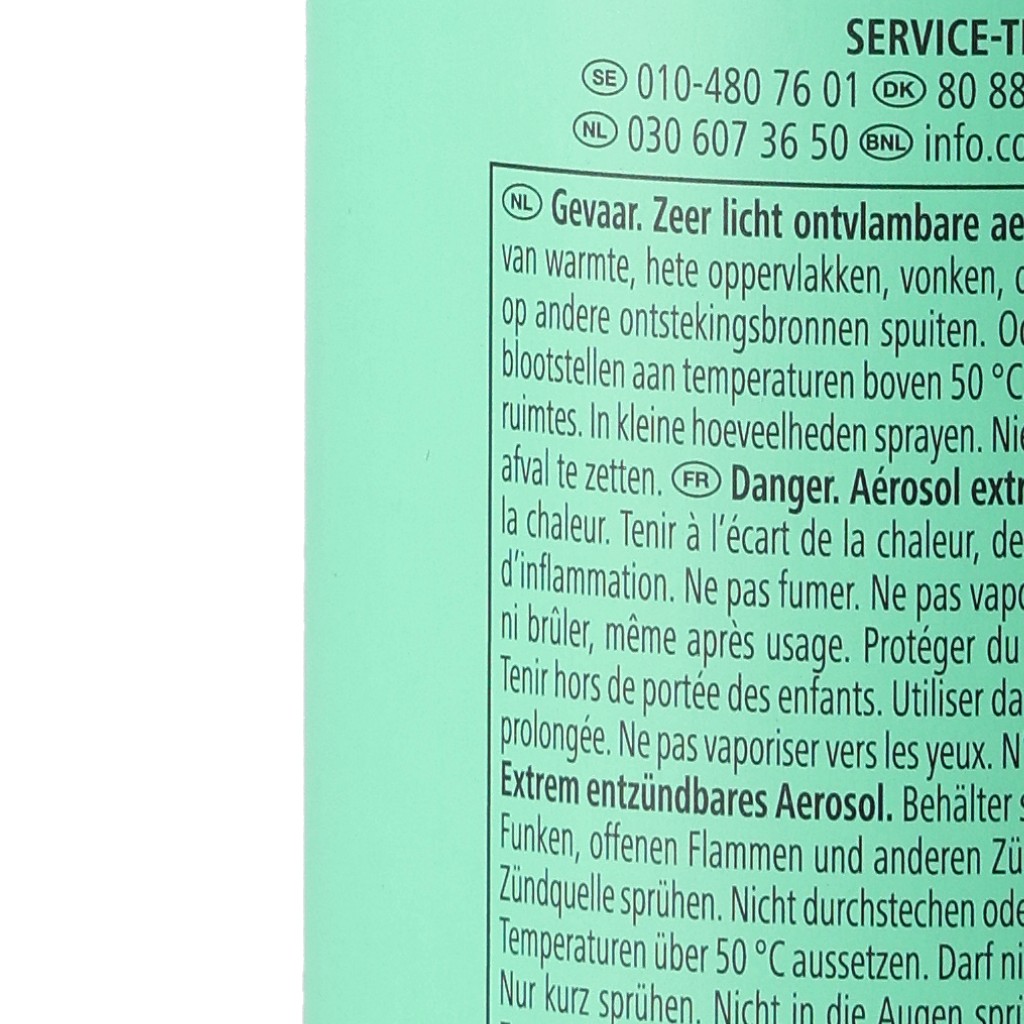 SERVICE-T
SE 010-480 76 01 DK 80 88
NL 030 607 36 50 BNL info.co
NL Gevaar. Zeer licht ontvlambare ae
van warmte, hete oppervlakken, vonken, o
op andere ontstekingsbronnen spuiten. Oo
blootstellen aan temperaturen boven 50 °C
ruimtes. In kleine hoeveelheden sprayen. Nie
afval te zetten. FR Danger. Aérosol extr
la chaleur. Tenir à l'écart de la chaleur, de
d'inflammation. Ne pas fumer. Ne pas vapo
ni brûler, même après usage. Protéger du
Tenir hors de portée des enfants. Utiliser da
prolongée. Ne pas vaporiser vers les yeux. N
Extrem entzündbares Aerosol. Behälter s
Funken, offenen Flammen und anderen Zü
Zündquelle sprühen. Nicht durchstechen ode
Temperaturen über 50 °C aussetzen. Darf ni
Nur kurz sprühen. Nicht in die Augen spri